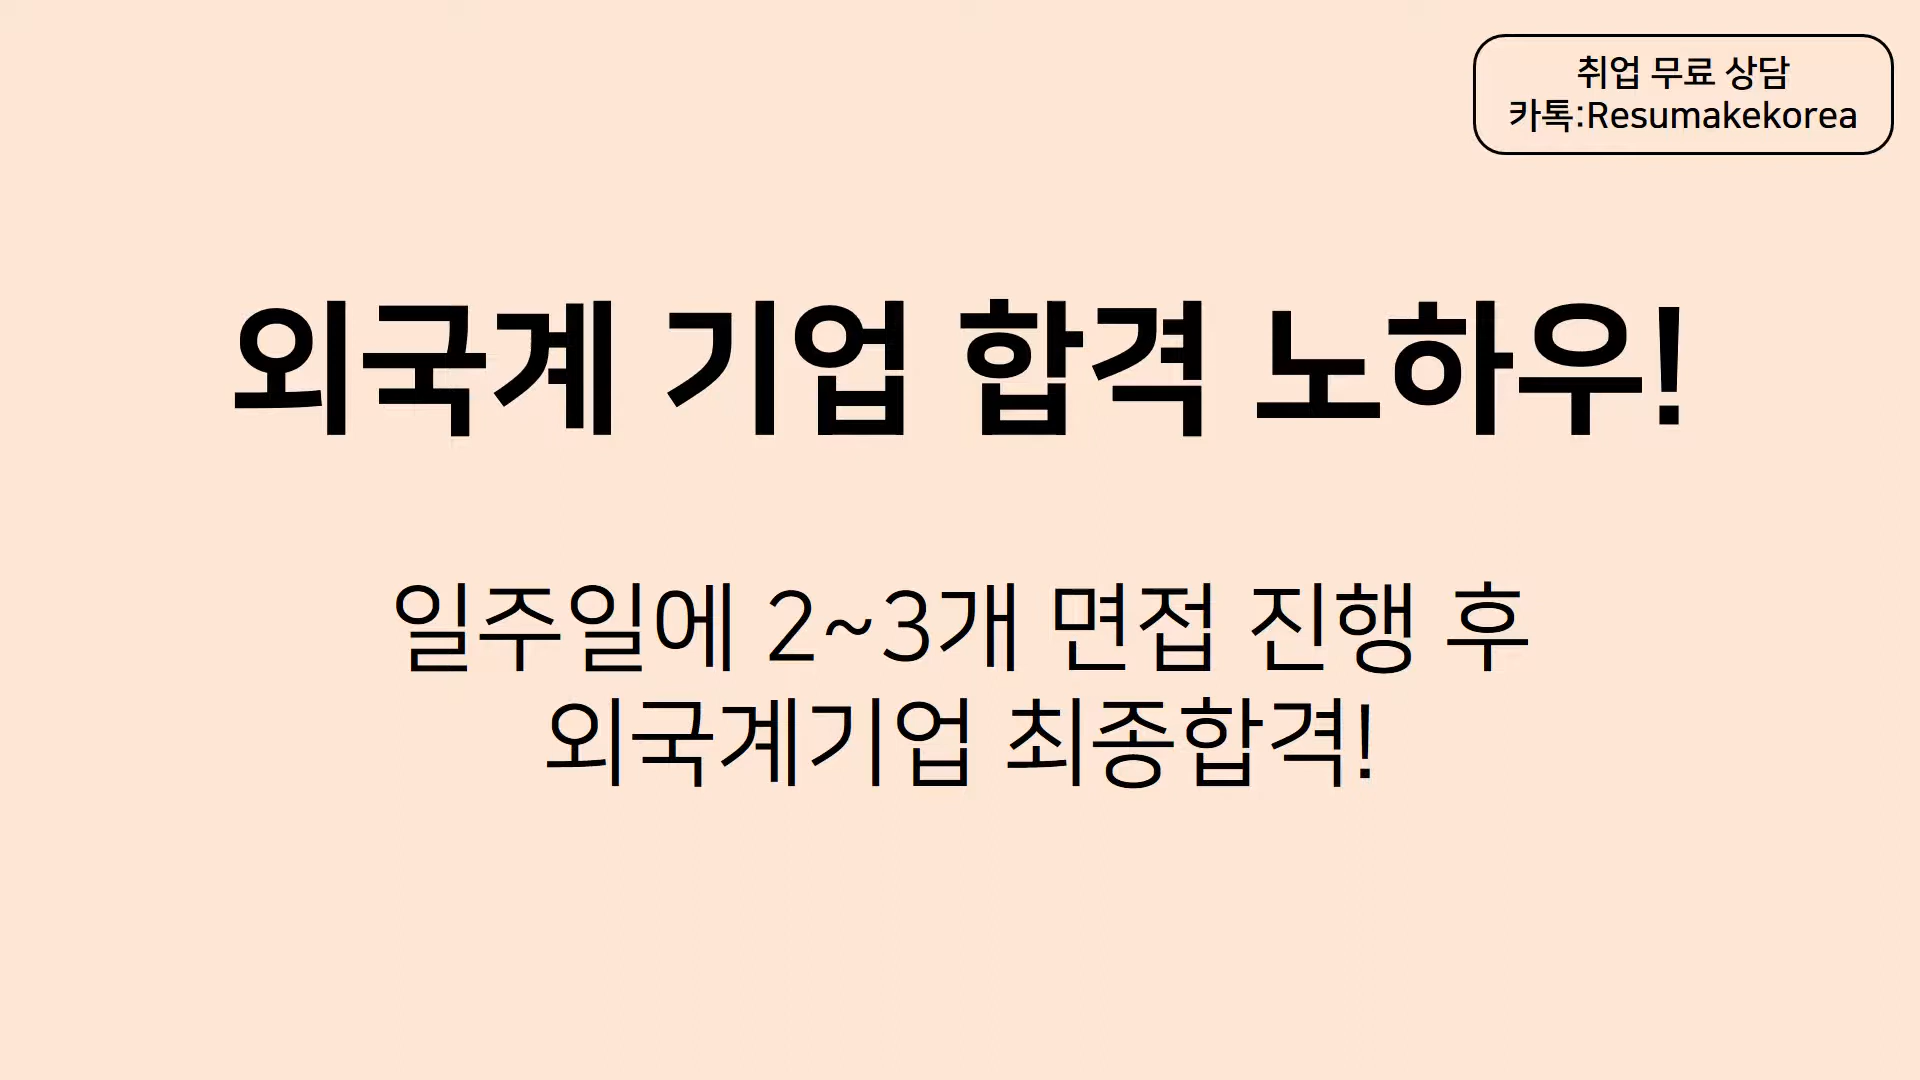 취업 무료 상담
카톡:Resumakekorea
외국계 기업 합격 노하우!
일주일에 2~3개 면접 진행 후
외국계기업 최종합격!